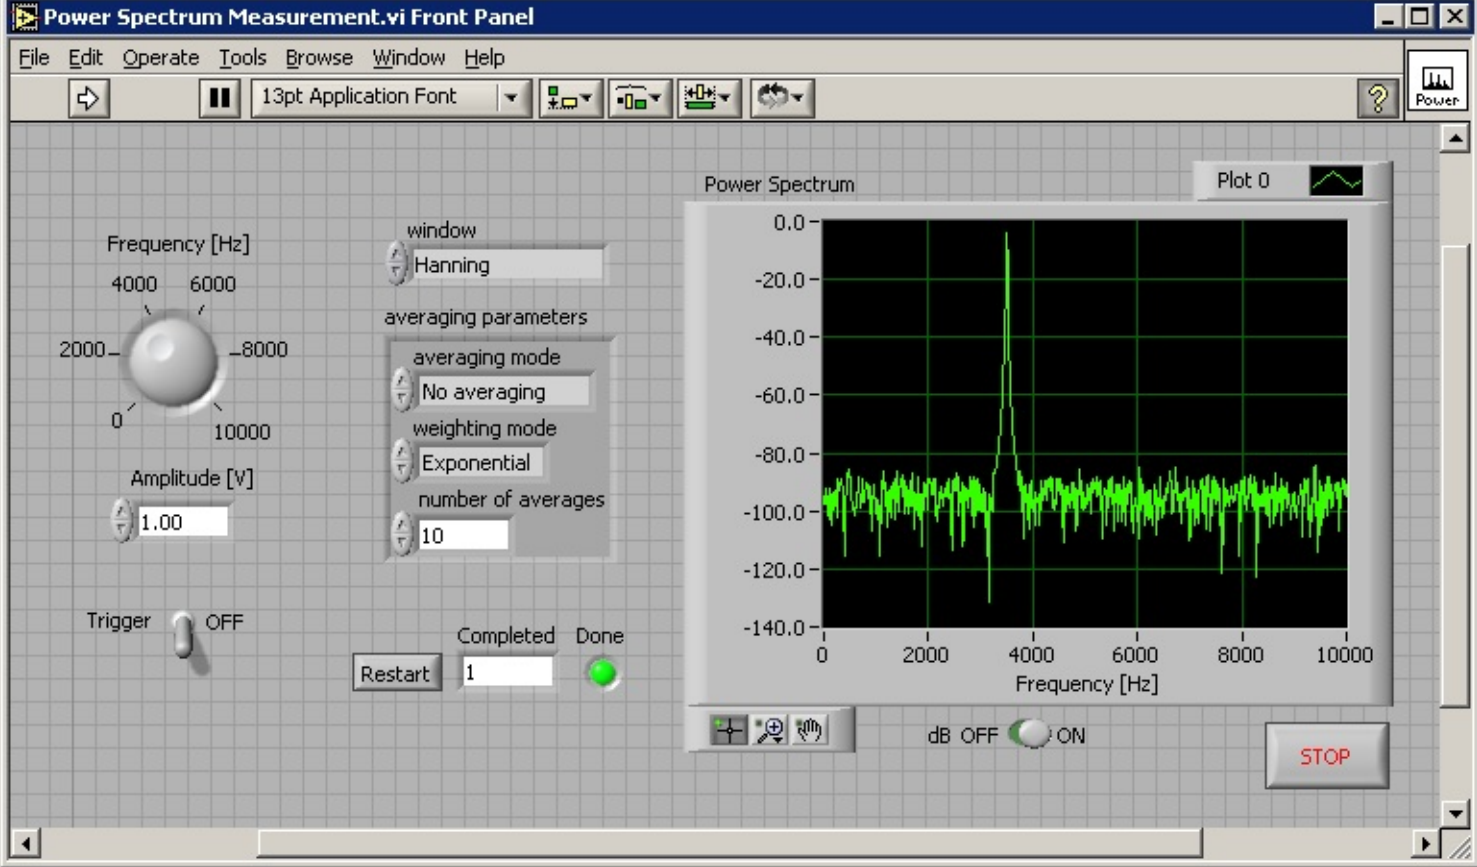 Power Spectrum Measurement.vi Front Panel
File Edit Operate Tools Browse Window Help
13pt Application Font
?
Power
Power Spectrum
Plot 0
Frequency [Hz]
4000 6000
2000 8000
0 10000
Amplitude [V]
1.00
Trigger OFF
window
Hanning
averaging parameters
averaging mode
No averaging
weighting mode
Exponential
number of averages
10
Completed Done
Restart 1
0.0
-20.0
-40.0
-60.0
-80.0
-100.0
-120.0
-140.0
0 2000 4000 6000 8000 10000
Frequency [Hz]
dB OFF ON
STOP